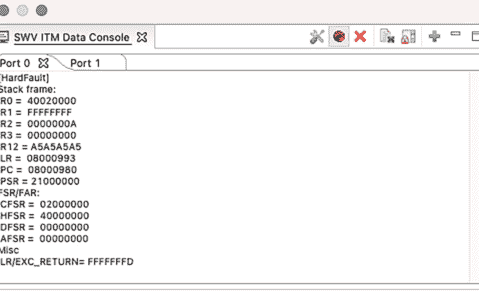 SWV ITM Data Console
Port 0 Port 1
[HardFault]
Stack frame:
R0 = 40020000
R1 = FFFFFFFF
R2 = 0000000A
R3 = 00000000
R12 = A5A5A5A5
LR = 08000993
PC = 08000980
PSR = 21000000
FSR/FAR:
CFSR = 02000000
HFSR = 40000000
DFSR = 00000000
AFSR = 00000000
Misc
LR/EXC_RETURN= FFFFFFFD